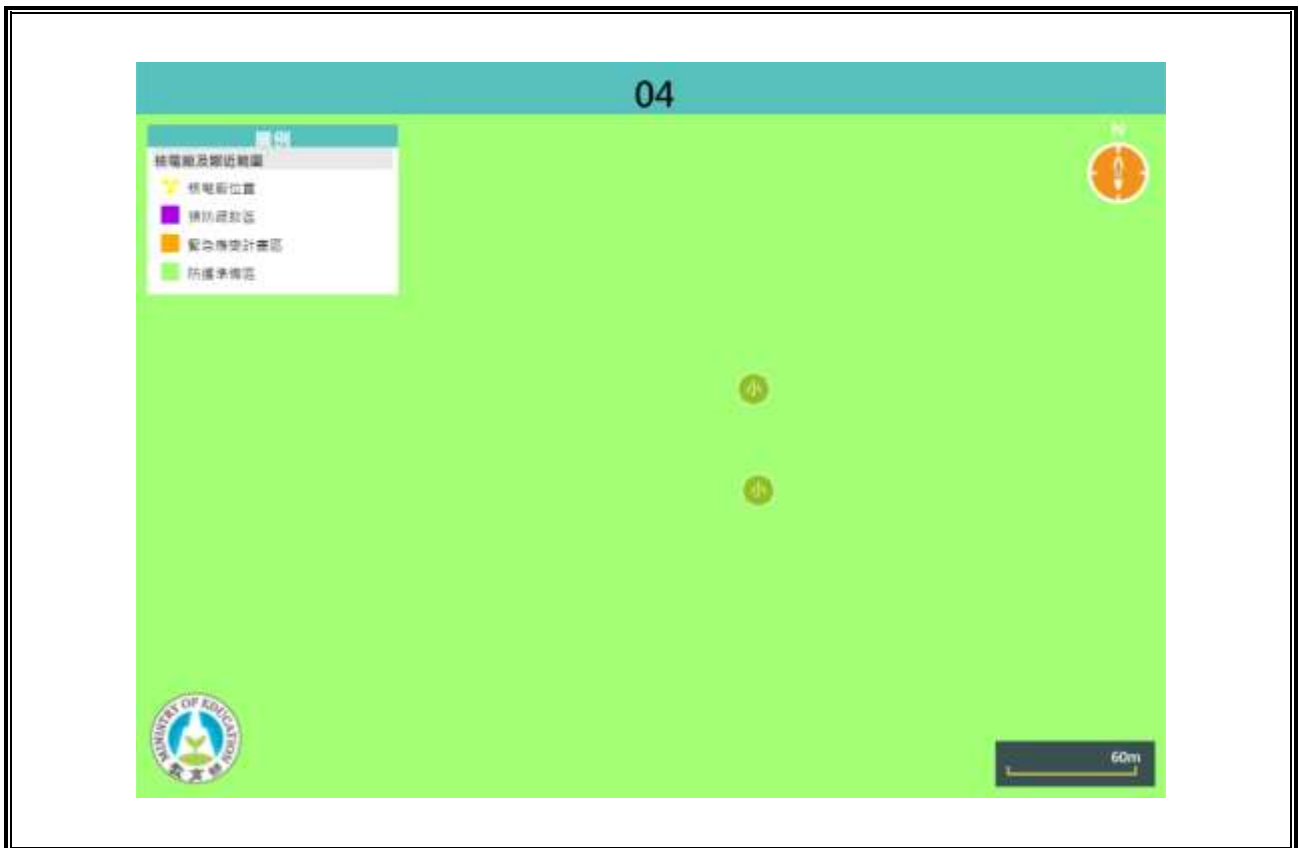 04
圖例
核電廠及鄰近範圍
核電廠位置
預防疏散區
緊急應變計畫區
防護準備區
N
小
小
MINISTRY OF EDUCATION
教育部
60m